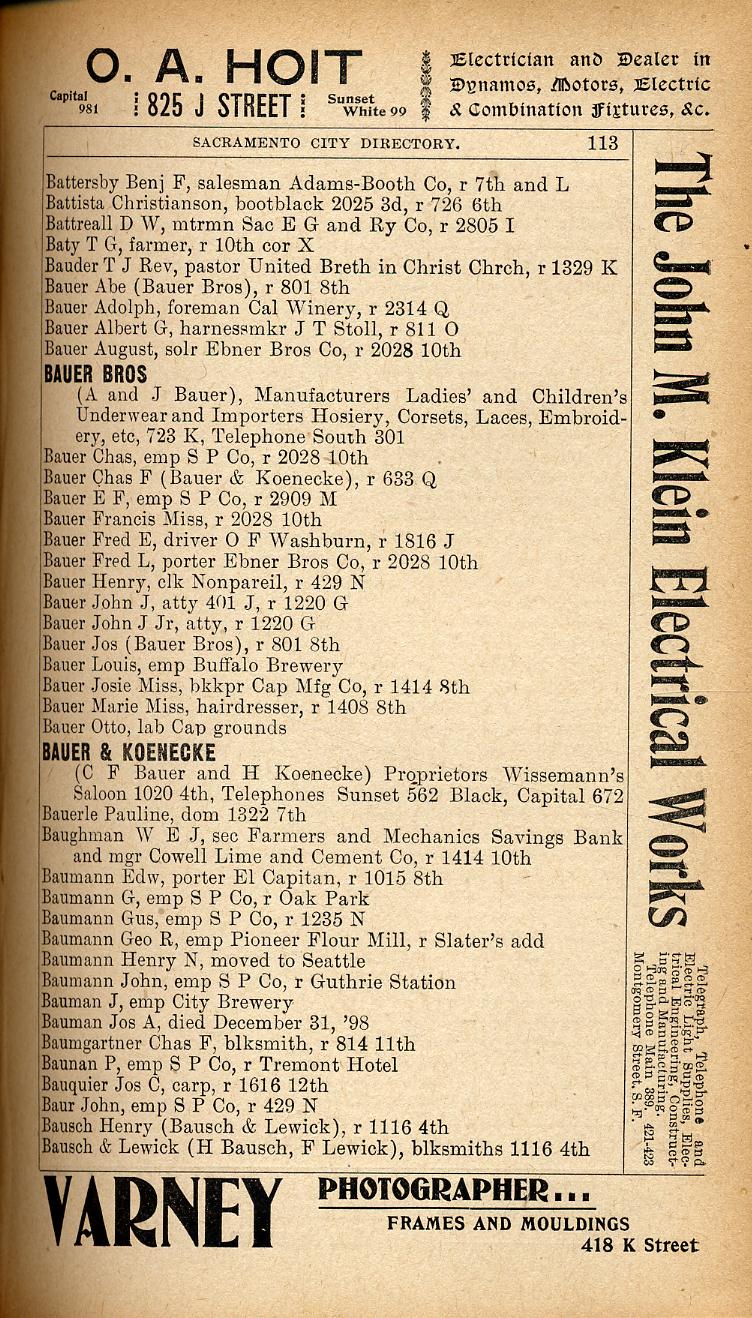 O. A. HOIT
Capital 981
825 J STREET
Sunset White 99
Electrician and Dealer in
Dynamos, Motors, Electric
& Combination Fixtures, &c.
SACRAMENTO CITY DIRECTORY. 113
Battersby Benj F, salesman Adams-Booth Co, r 7th and L
Battista Christianson, bootblack 2025 3d, r 726 6th
Battreall D W, mtrmn Sac E G and Ry Co, r 2805 I
Baty T G, farmer, r 10th cor X
Bauder T J Rev, pastor United Breth in Christ Chrch, r 1329 K
Bauer Abe (Bauer Bros), r 801 8th
Bauer Adolph, foreman Cal Winery, r 2314 Q
Bauer Albert G, harnessmkr J T Stoll, r 811 O
Bauer August, solr Ebner Bros Co, r 2028 10th
BAUER BROS
(A and J Bauer), Manufacturers Ladies' and Children's
Underwear and Importers Hosiery, Corsets, Laces, Embroid-
ery, etc, 723 K, Telephone South 301
Bauer Chas, emp S P Co, r 2028 10th
Bauer Chas F (Bauer & Koenecke), r 633 Q
Bauer E F, emp S P Co, r 2909 M
Bauer Francis Miss, r 2028 10th
Bauer Fred E, driver O F Washburn, r 1816 J
Bauer Fred L, porter Ebner Bros Co, r 2028 10th
Bauer Henry, clk Nonpareil, r 429 N
Bauer John J, atty 401 J, r 1220 G
Bauer John J Jr, atty, r 1220 G
Bauer Jos (Bauer Bros), r 801 8th
Bauer Louis, emp Buffalo Brewery
Bauer Josie Miss, bkkpr Cap Mfg Co, r 1414 8th
Bauer Marie Miss, hairdresser, r 1408 8th
Bauer Otto, lab Cap grounds
BAUER & KOENECKE
(C F Bauer and H Koenecke) Proprietors Wissemann's
Saloon 1020 4th, Telephones Sunset 562 Black, Capital 672
Bauerle Pauline, dom 1322 7th
Baughman W E J, sec Farmers and Mechanics Savings Bank
and mgr Cowell Lime and Cement Co, r 1414 10th
Baumann Edw, porter El Capitan, r 1015 8th
Baumann G, emp S P Co, r Oak Park
Baumann Gus, emp S P Co, r 1235 N
Baumann Geo R, emp Pioneer Flour Mill, r Slater's add
Baumann Henry N, moved to Seattle
Baumann John, emp S P Co, r Guthrie Station
Bauman J, emp City Brewery
Bauman Jos A, died December 31, '98
Baumgartner Chas F, blksmith, r 814 11th
Baunan P, emp S P Co, r Tremont Hotel
Bauquier Jos C, carp, r 1616 12th
Baur John, emp S P Co, r 429 N
Bausch Henry (Bausch & Lewick), r 1116 4th
Bausch & Lewick (H Bausch, F Lewick), blksmiths 1116 4th
The John M. Klein Electrical Works
Telegraph, Telephone and
Electric Light Supplies, Elec-
trical Engineering, Construct-
ing and Manufacturing.
Telephone Main 389. 421-423
Montgomery Street, S. F.
VARNEY
PHOTOGRAPHER...
FRAMES AND MOULDINGS
418 K Street